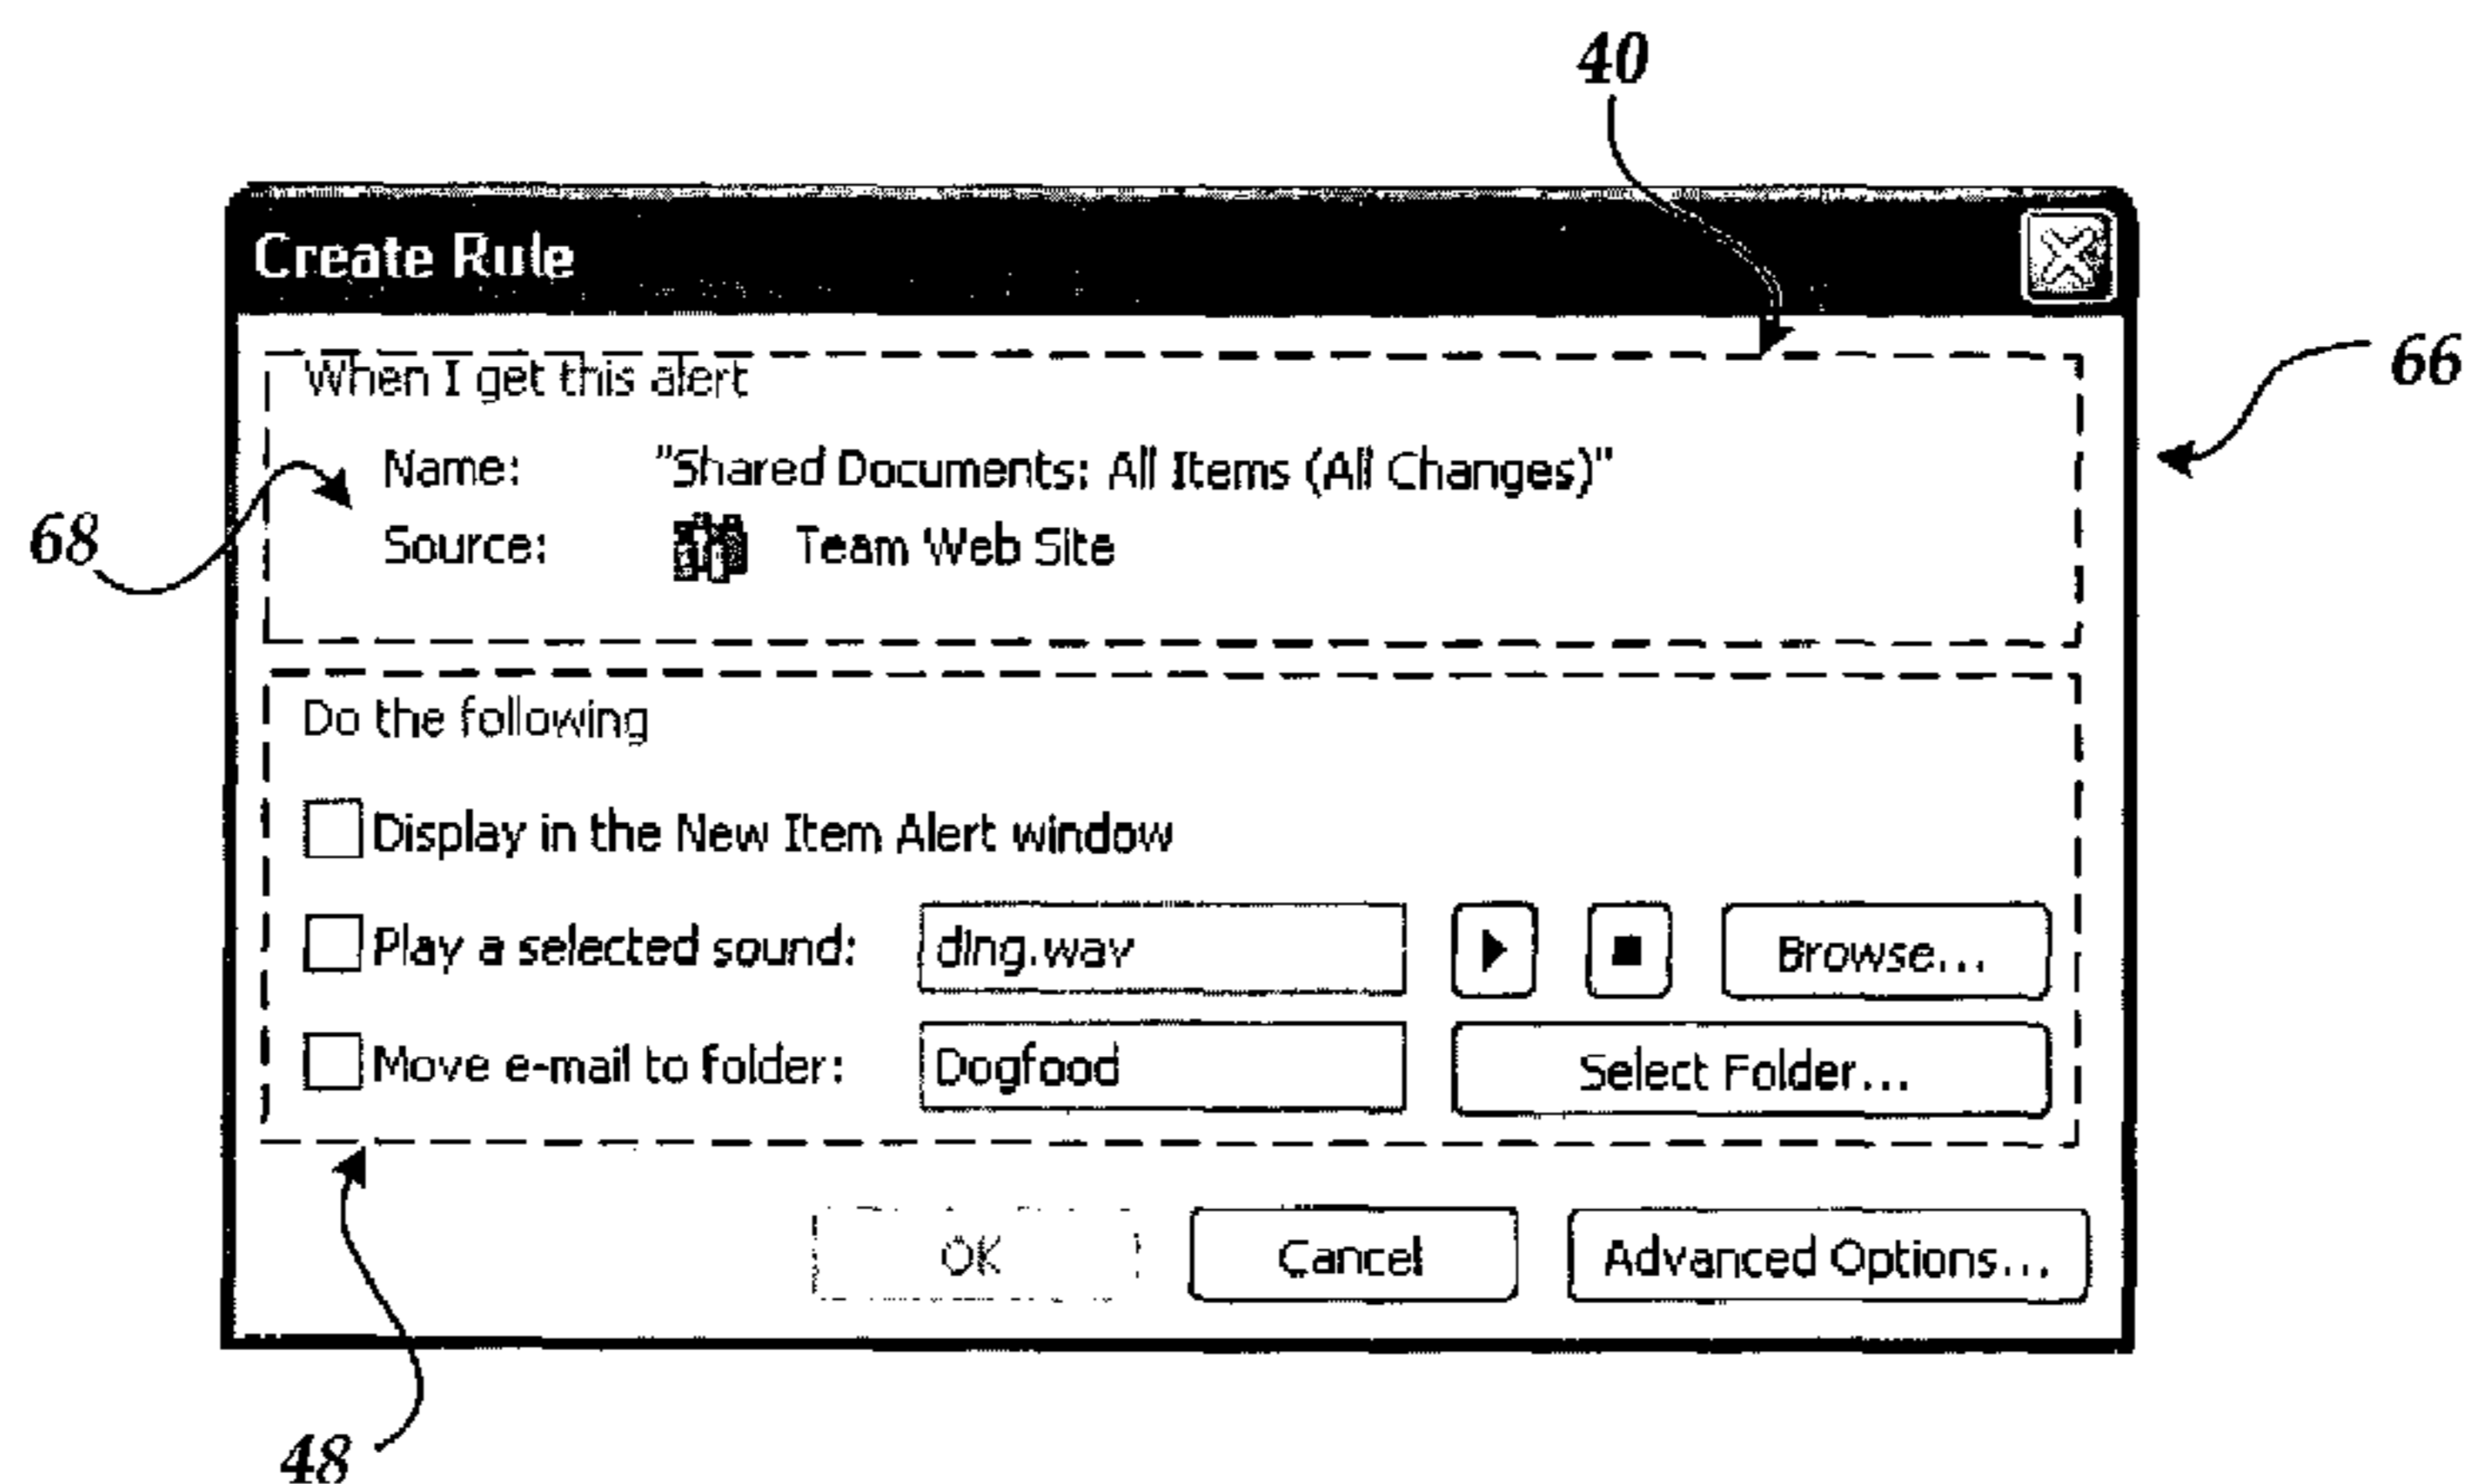 40
Create Rule
66
When I get this alert
Name: "Shared Documents: All Items (All Changes)"
68
Source: Team Web Site
Do the following
Display in the New Item Alert window
Play a selected sound: ding.wav Browse...
Move e-mail to folder: Dogfood Select Folder...
OK Cancel Advanced Options...
48